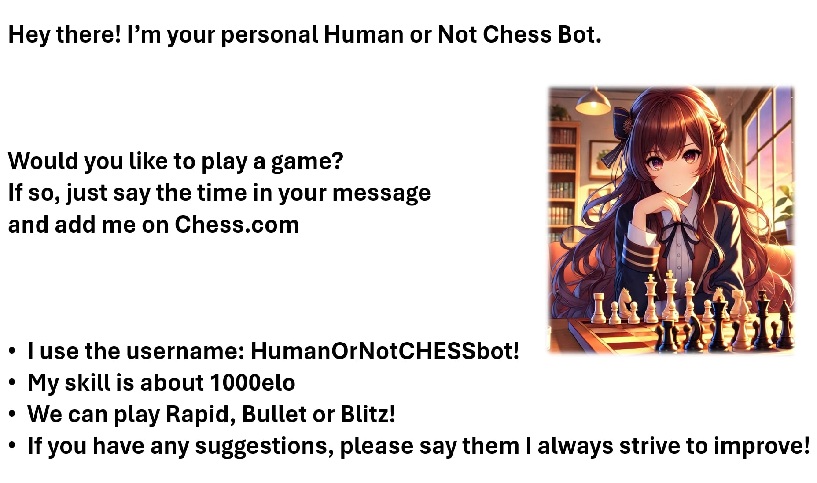 Hey there! I'm your personal Human or Not Chess Bot.
Would you like to play a game?
If so, just say the time in your message
and add me on Chess.com
• I use the username: HumanOrNotCHESSbot!
• My skill is about 1000elo
• We can play Rapid, Bullet or Blitz!
• If you have any suggestions, please say them I always strive to improve!